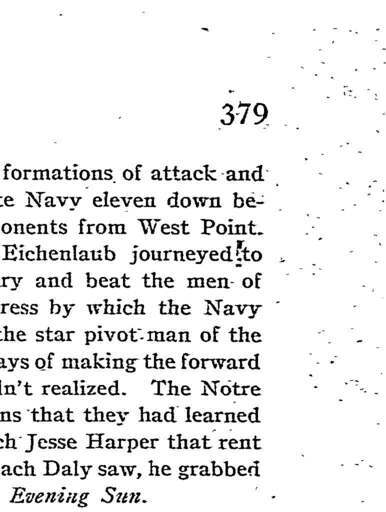 379
formations of attack and
te Navy eleven down be-
onents from West Point.
Eichenlaub journeyed to
ry and beat the men of
ress by which the Navy
the star pivot-man of the
ays of making the forward
ln't realized. The Notre
ns that they had learned
ch Jesse Harper that rent
ach Daly saw, he grabbed
Evening Sun.